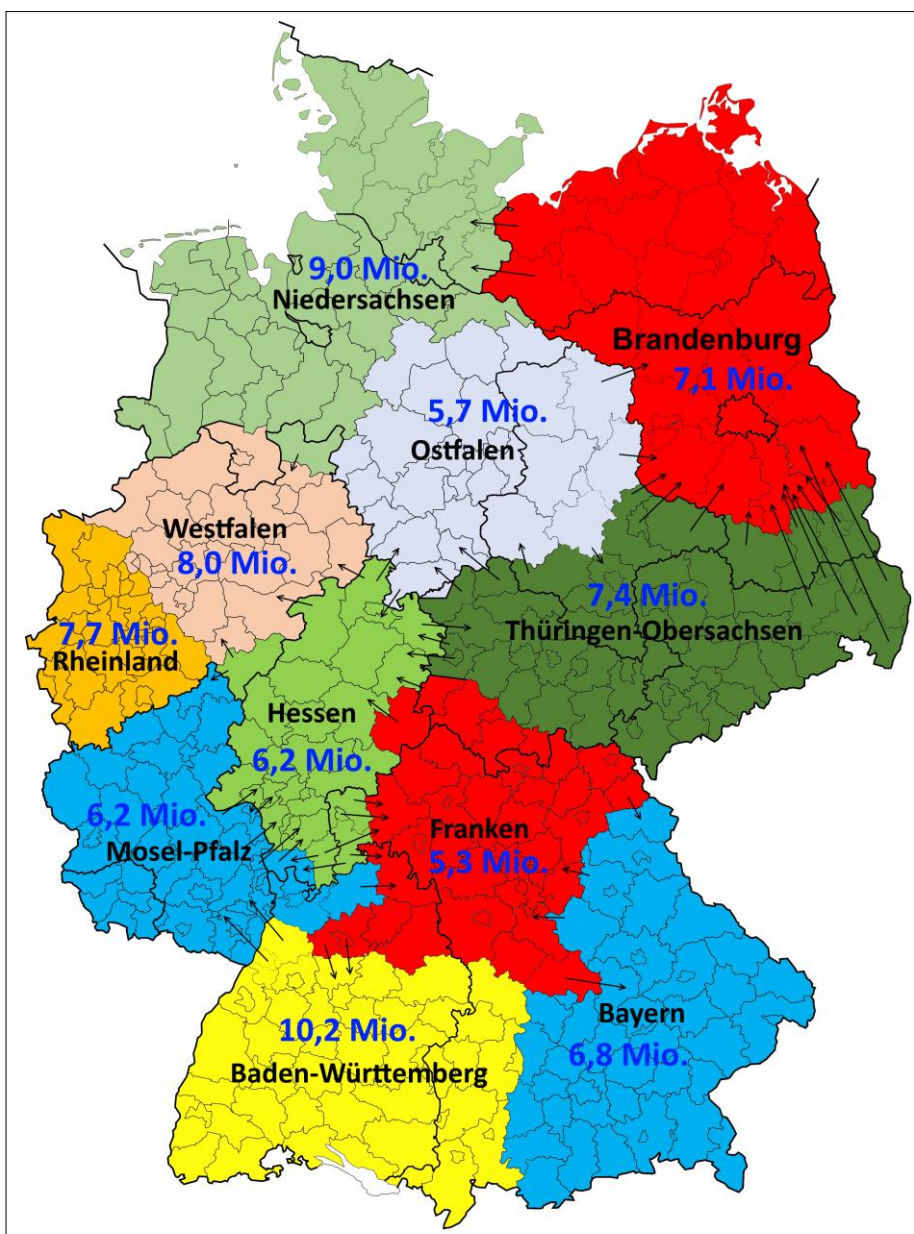 9,0 Mio.
Niedersachsen
Brandenburg
7,1 Mio.
5,7 Mio.
Ostfalen
Westfalen
8,0 Mio.
7,4 Mio.
Thüringen-Obersachsen
7,7 Mio.
Rheinland
Hessen
6,2 Mio.
6,2 Mio.
Mosel-Pfalz
Franken
5,3 Mio.
Bayern
6,8 Mio.
10,2 Mio.
Baden-Württemberg